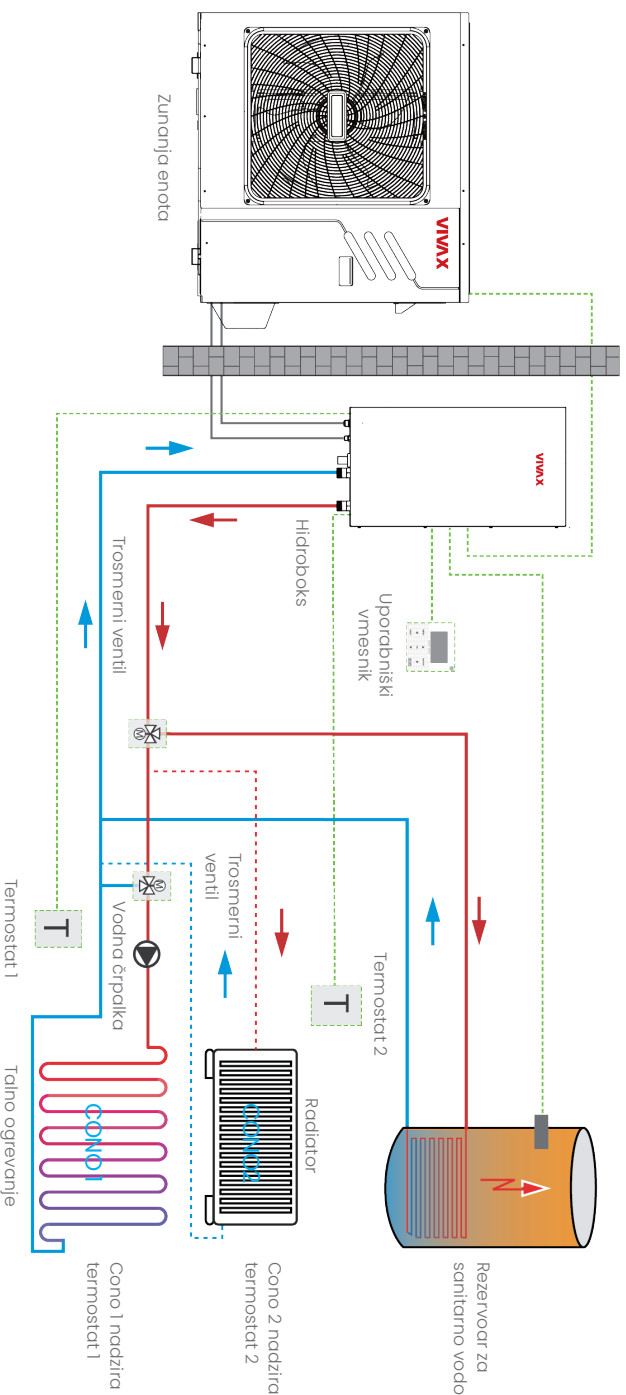 VIVAX
Zunanja enota
VIVAX
Hidroboks
Uporabniški
vmesnik
Trosmerni ventil
M
M
Trosmerni
ventil
Vodna črpalka
T
Termostat 1
T
Termostat 2
Radiator
CONO2
CONO1
Talno ogrevanje
Rezervoar za
sanitarno vodo
Cono 2 nadzira
termostat 2
Cono 1 nadzira
termostat 1